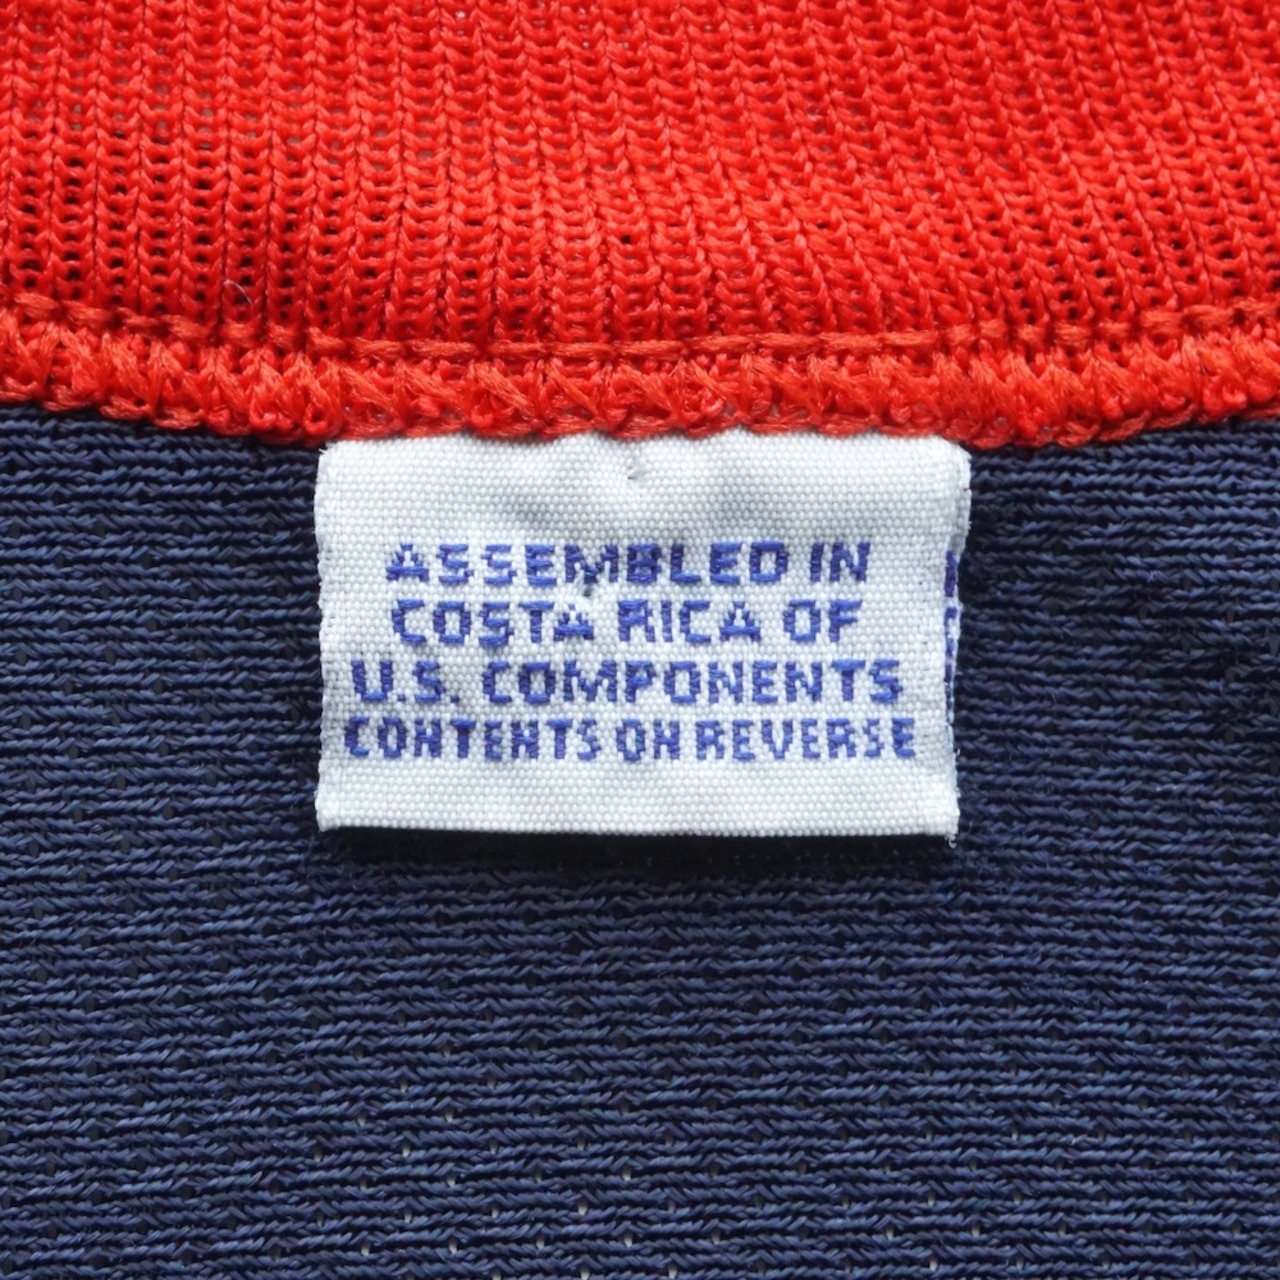 ASSEMBLED IN
COSTA RICA OF
U.S. COMPONENTS
CONTENTS ON REVERSE